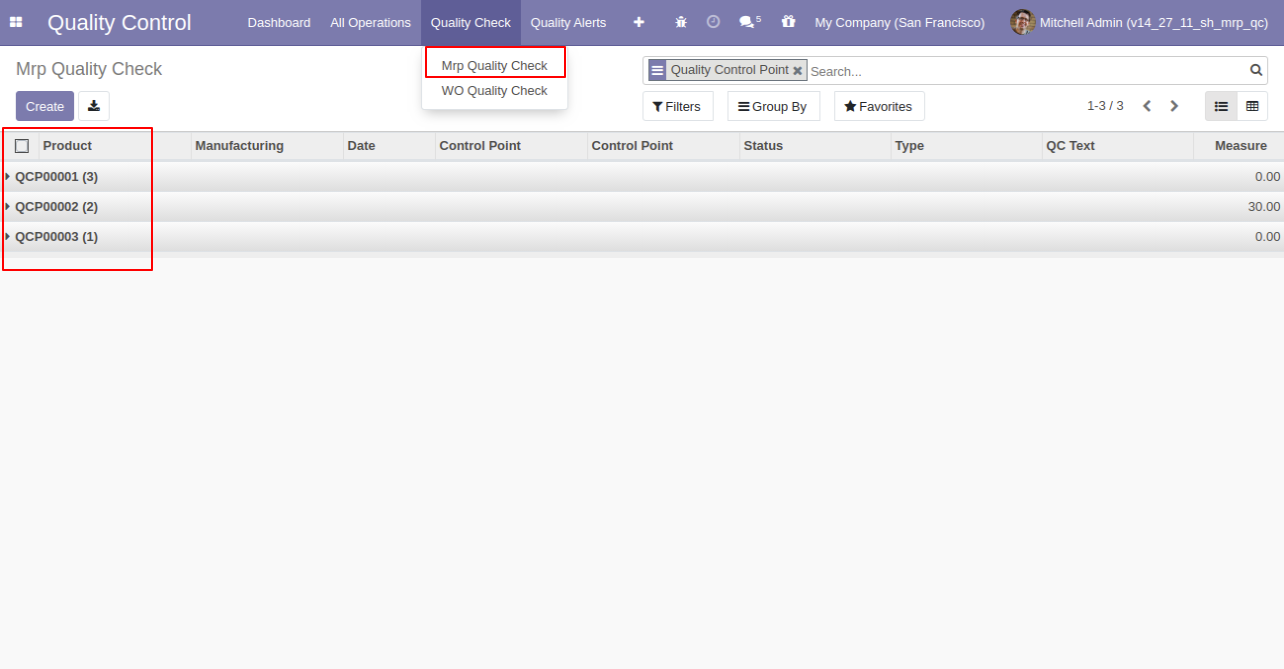 Quality Control Dashboard All Operations Quality Check Quality Alerts 5 My Company (San Francisco) Mitchell Admin (v14_27_11_sh_mrp_qc)
Mrp Quality Check
WO Quality Check
Mrp Quality Check
Quality Control Point Search...
Create Filters Group By Favorites 1-3 / 3
Product Manufacturing Date Control Point Control Point Status Type QC Text Measure
QCP00001 (3) 0.00
QCP00002 (2) 30.00
QCP00003 (1) 0.00